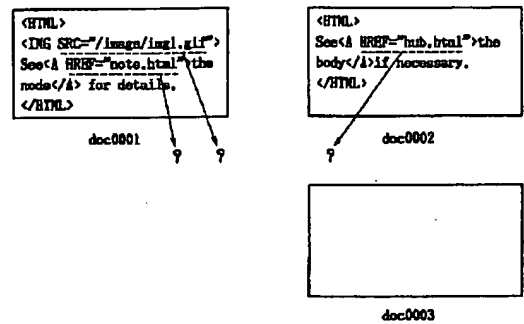 <HTML>
<IMG SRC="/image/img1.gif">
See<A HREF="note.html">the
node</A> for details.
</HTML>
doc0001
?
?
<HTML>
See<A HREF="hub.html">the
body</A>if necessary.
</HTML>
doc0002
?
doc0003